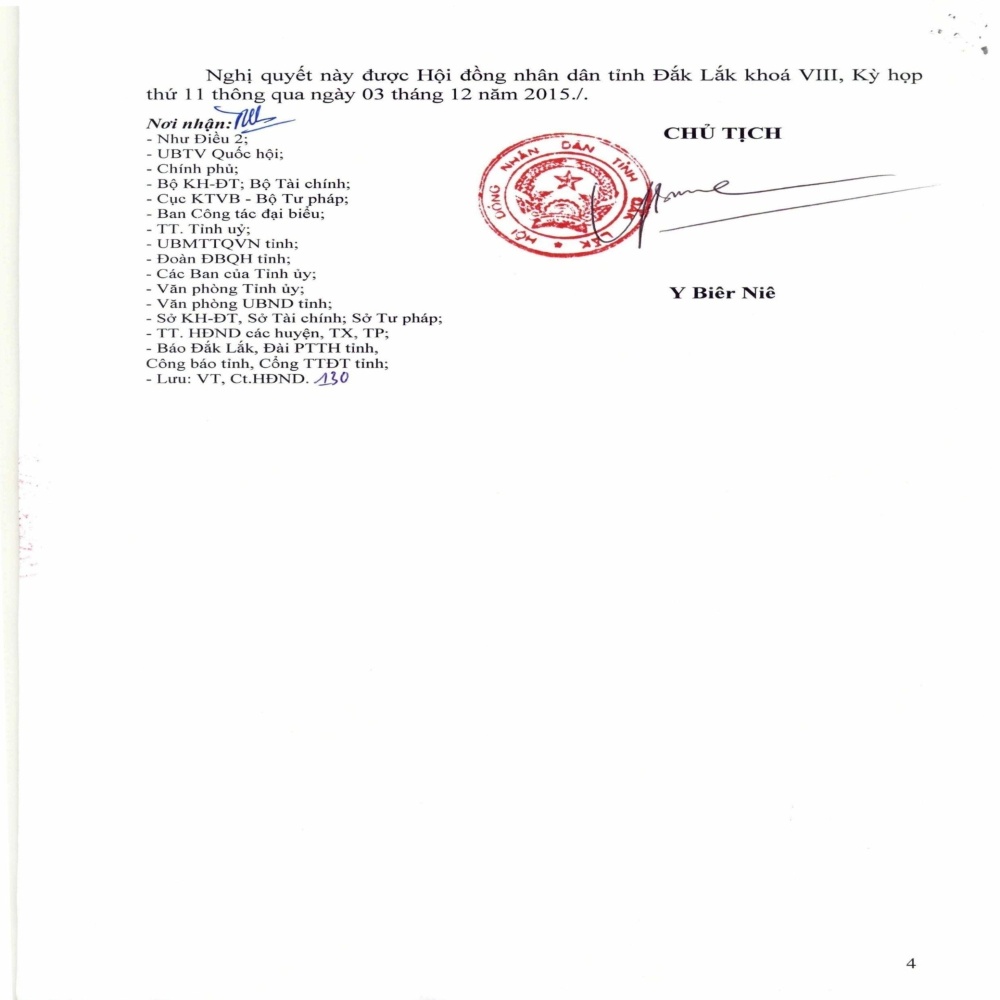 Nghị quyết này được Hội đồng nhân dân tỉnh Đắk Lắk khoá VIII, Kỳ họp
thứ 11 thông qua ngày 03 tháng 12 năm 2015./.
Nơi nhận:
- Như Điều 2;
- UBTV Quốc hội;
- Chính phủ;
- Bộ KH-ĐT; Bộ Tài chính;
- Cục KTVB - Bộ Tư pháp;
- Ban Công tác đại biểu;
- TT. Tỉnh uỷ;
- UBMTTQVN tỉnh;
- Đoàn ĐBQH tỉnh;
- Các Ban của Tỉnh ủy;
- Văn phòng Tỉnh ủy;
- Văn phòng UBND tỉnh;
- Sở KH-ĐT, Sở Tài chính; Sở Tư pháp;
- TT. HĐND các huyện, TX, TP;
- Báo Đắk Lắk, Đài PTTH tỉnh,
Công báo tỉnh, Cổng TTĐT tỉnh;
- Lưu: VT, Ct.HĐND. 130
CHỦ TỊCH
HỘI ĐỒNG NHÂN DÂN TỈNH ĐẮK LẮK
Y Biêr Niê
4